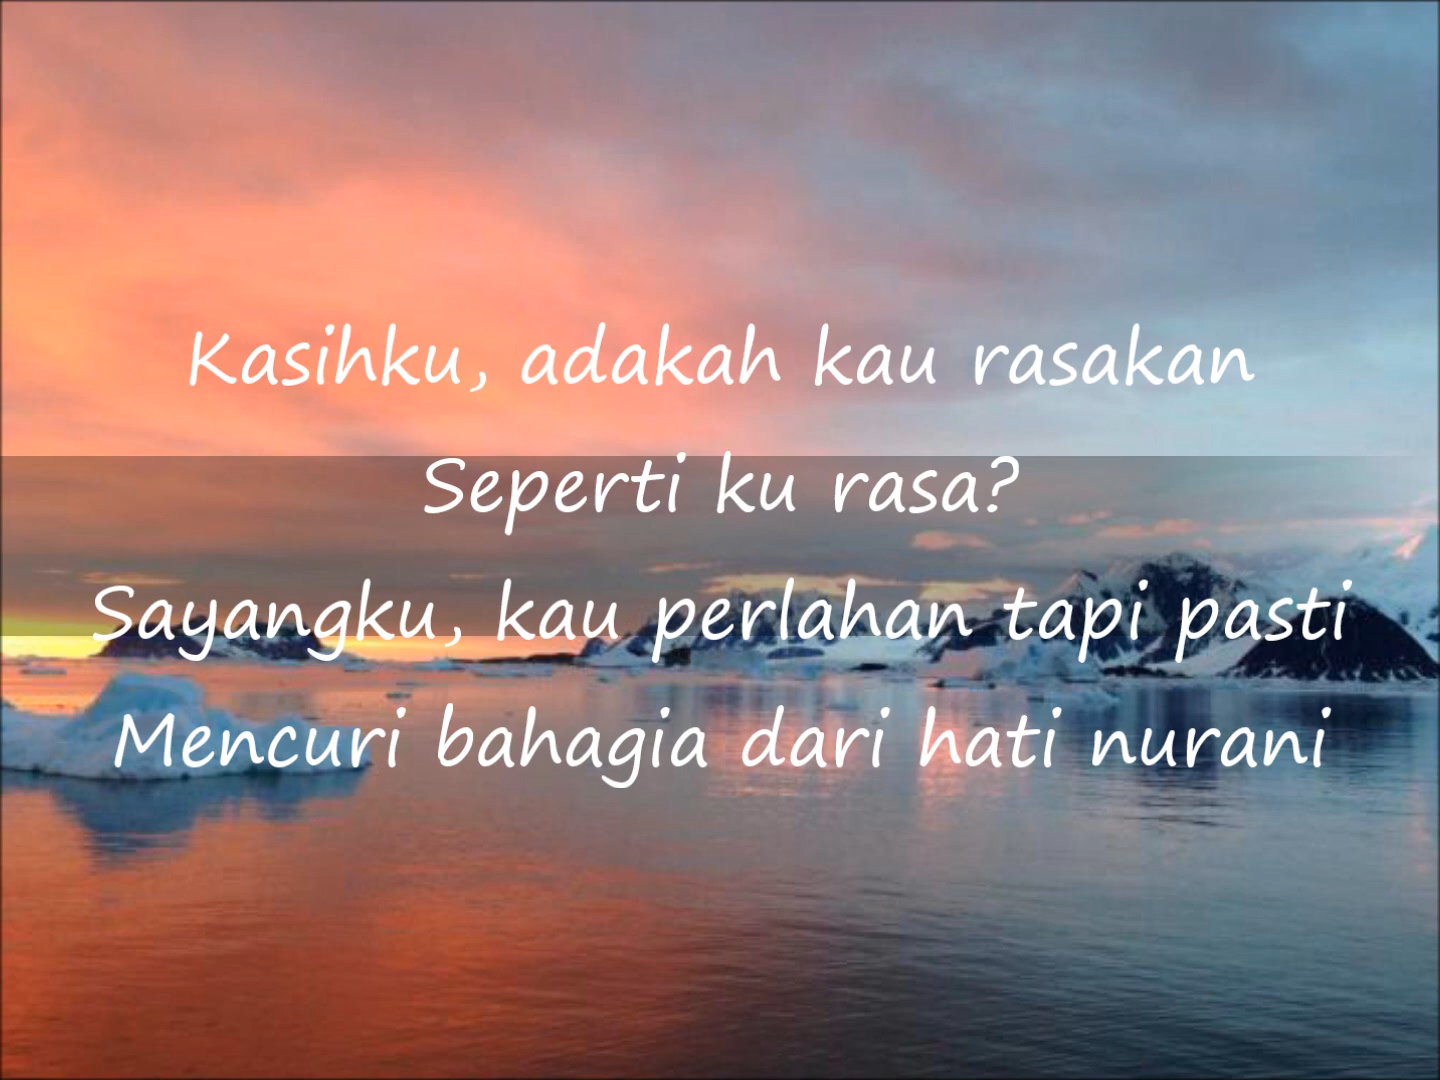 Kasihku, adakah kau rasakan
Seperti ku rasa?
Sayangku, kau perlahan tapi pasti
Mencuri bahagia dari hati nurani